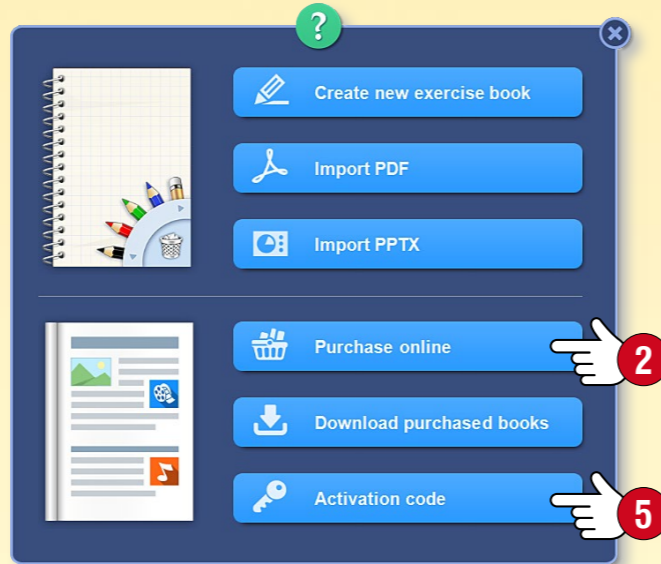 ?
Create new exercise book
Import PDF
Import PPTX
Purchase online
2
Download purchased books
Activation code
5